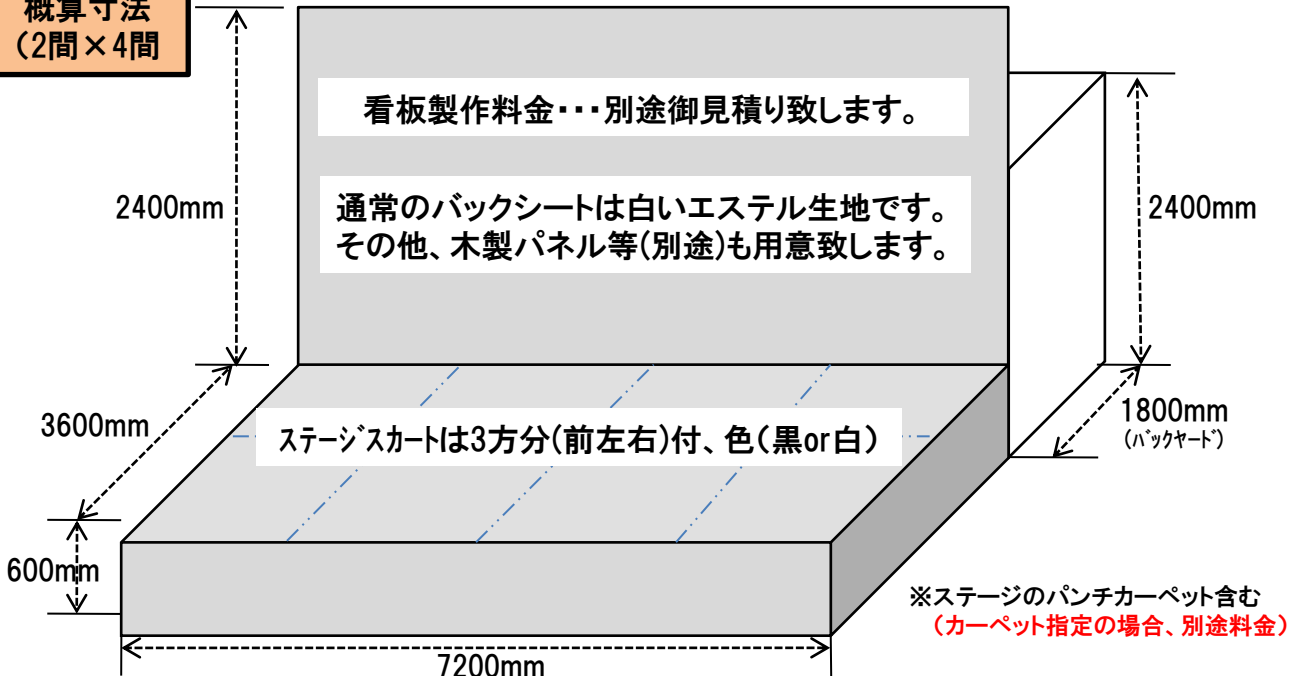 概算寸法
(2間×4間
看板製作料金・・・別途御見積り致します。
通常のバックシートは白いエステル生地です。
その他、木製パネル等(別途)も用意致します。
2400mm
2400mm
3600mm
ステージスカートは3方分(前左右)付、色(黒or白)
1800mm
(バックヤード)
600mm
※ステージのパンチカーペット含む
(カーペット指定の場合、別途料金)
7200mm